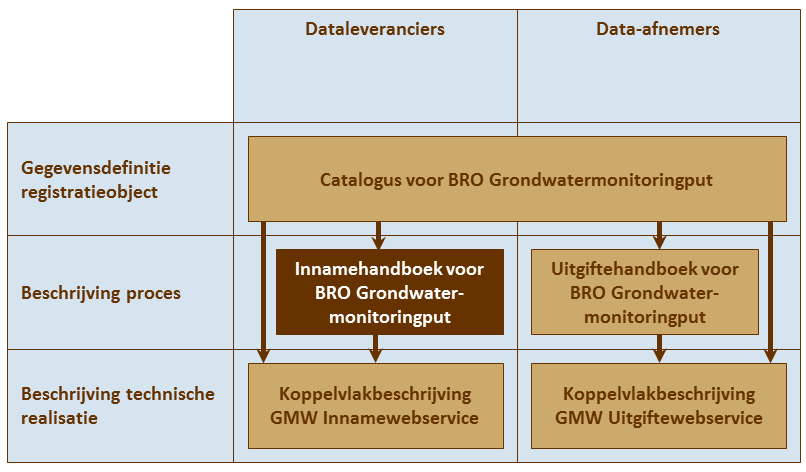 Dataleveranciers
Data-afnemers
Gegevensdefinitie
registratieobject
Catalogus voor BRO Grondwatermonitoringput
Beschrijving proces
Innamehandboek voor
BRO Grondwater-
monitoringput
Uitgiftehandboek voor
BRO Grondwater-
monitoringput
Beschrijving technische
realisatie
Koppelvlakbeschrijving
GMW Innamewebservice
Koppelvlakbeschrijving
GMW Uitgiftewebservice